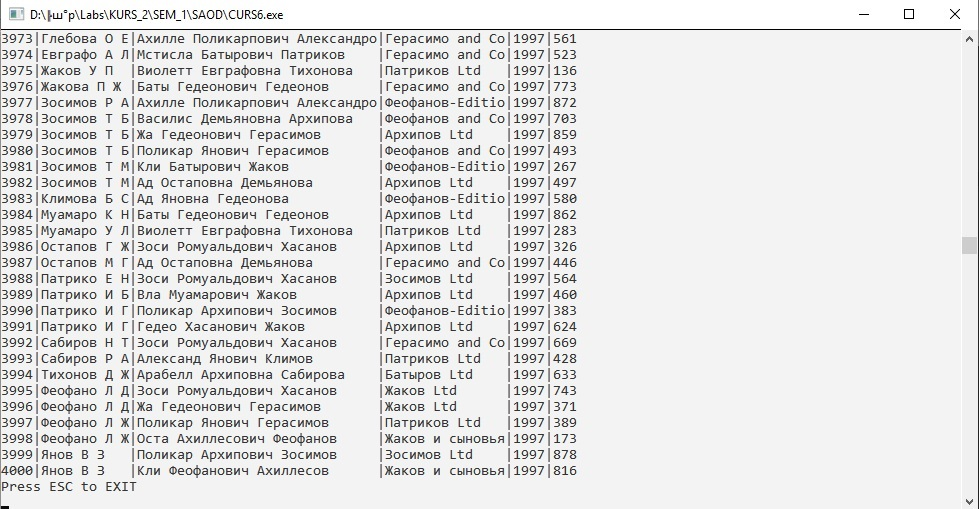 D:\╠ш°р\Labs\KURS_2\SEM_1\SAOD\CURS6.exe
3973|Глебова О Е|Ахилле Поликарпович Александро|Герасимо and Co|1997|561
3974|Евграфо А Л|Мстисла Батырович Патриков    |Герасимо and Co|1997|523
3975|Жаков У П  |Виолетт Евграфовна Тихонова   |Патриков Ltd   |1997|136
3976|Жакова П Ж |Баты Гедеонович Гедеонов      |Герасимо and Co|1997|773
3977|Зосимов Р А|Ахилле Поликарпович Александро|Феофанов-Editio|1997|872
3978|Зосимов Т Б|Василис Демьяновна Архипова   |Феофанов and Co|1997|703
3979|Зосимов Т Б|Жа Гедеонович Герасимов       |Архипов Ltd    |1997|859
3980|Зосимов Т Б|Поликар Янович Герасимов      |Феофанов and Co|1997|493
3981|Зосимов Т М|Кли Батырович Жаков           |Феофанов-Editio|1997|267
3982|Зосимов Т М|Ад Остаповна Демьянова        |Архипов Ltd    |1997|497
3983|Климова Б С|Ад Яновна Гедеонова           |Феофанов-Editio|1997|580
3984|Муамаро К Н|Баты Гедеонович Гедеонов      |Архипов Ltd    |1997|862
3985|Муамаро У Л|Виолетт Евграфовна Тихонова   |Патриков Ltd   |1997|283
3986|Остапов Г Ж|Зоси Ромуальдович Хасанов     |Архипов Ltd    |1997|326
3987|Остапов М Г|Ад Остаповна Демьянова        |Герасимо and Co|1997|446
3988|Патрико Е Н|Зоси Ромуальдович Хасанов     |Зосимов Ltd    |1997|564
3989|Патрико И Б|Вла Муамарович Жаков          |Архипов Ltd    |1997|460
3990|Патрико И Г|Поликар Архипович Зосимов     |Феофанов-Editio|1997|383
3991|Патрико И Г|Гедео Хасанович Жаков         |Архипов Ltd    |1997|624
3992|Сабиров Н Т|Зоси Ромуальдович Хасанов     |Герасимо and Co|1997|669
3993|Сабиров Р А|Александ Янович Климов        |Патриков Ltd   |1997|428
3994|Тихонов Д Ж|Арабелл Архиповна Сабирова    |Батыров Ltd    |1997|633
3995|Феофано Л Д|Зоси Ромуальдович Хасанов     |Жаков Ltd      |1997|743
3996|Феофано Л Д|Жа Гедеонович Герасимов       |Жаков Ltd      |1997|371
3997|Феофано Л Ж|Поликар Янович Герасимов      |Патриков Ltd   |1997|389
3998|Феофано Л Ж|Оста Ахиллесович Феофанов     |Жаков и сыновья|1997|173
3999|Янов В З   |Поликар Архипович Зосимов     |Зосимов Ltd    |1997|878
4000|Янов В З   |Кли Феофанович Ахиллесов      |Жаков и сыновья|1997|816
Press ESC to EXIT